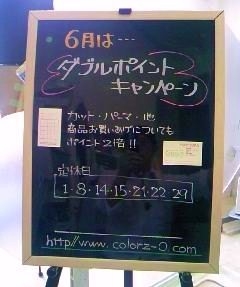 6月は---
ダブルポイント
キャンペーン
カット・パーマ・他
商品お買いあげについても
ポイント2倍!!
定休日
1・8・14・15・21・22・29
http//www.colorz-0.com